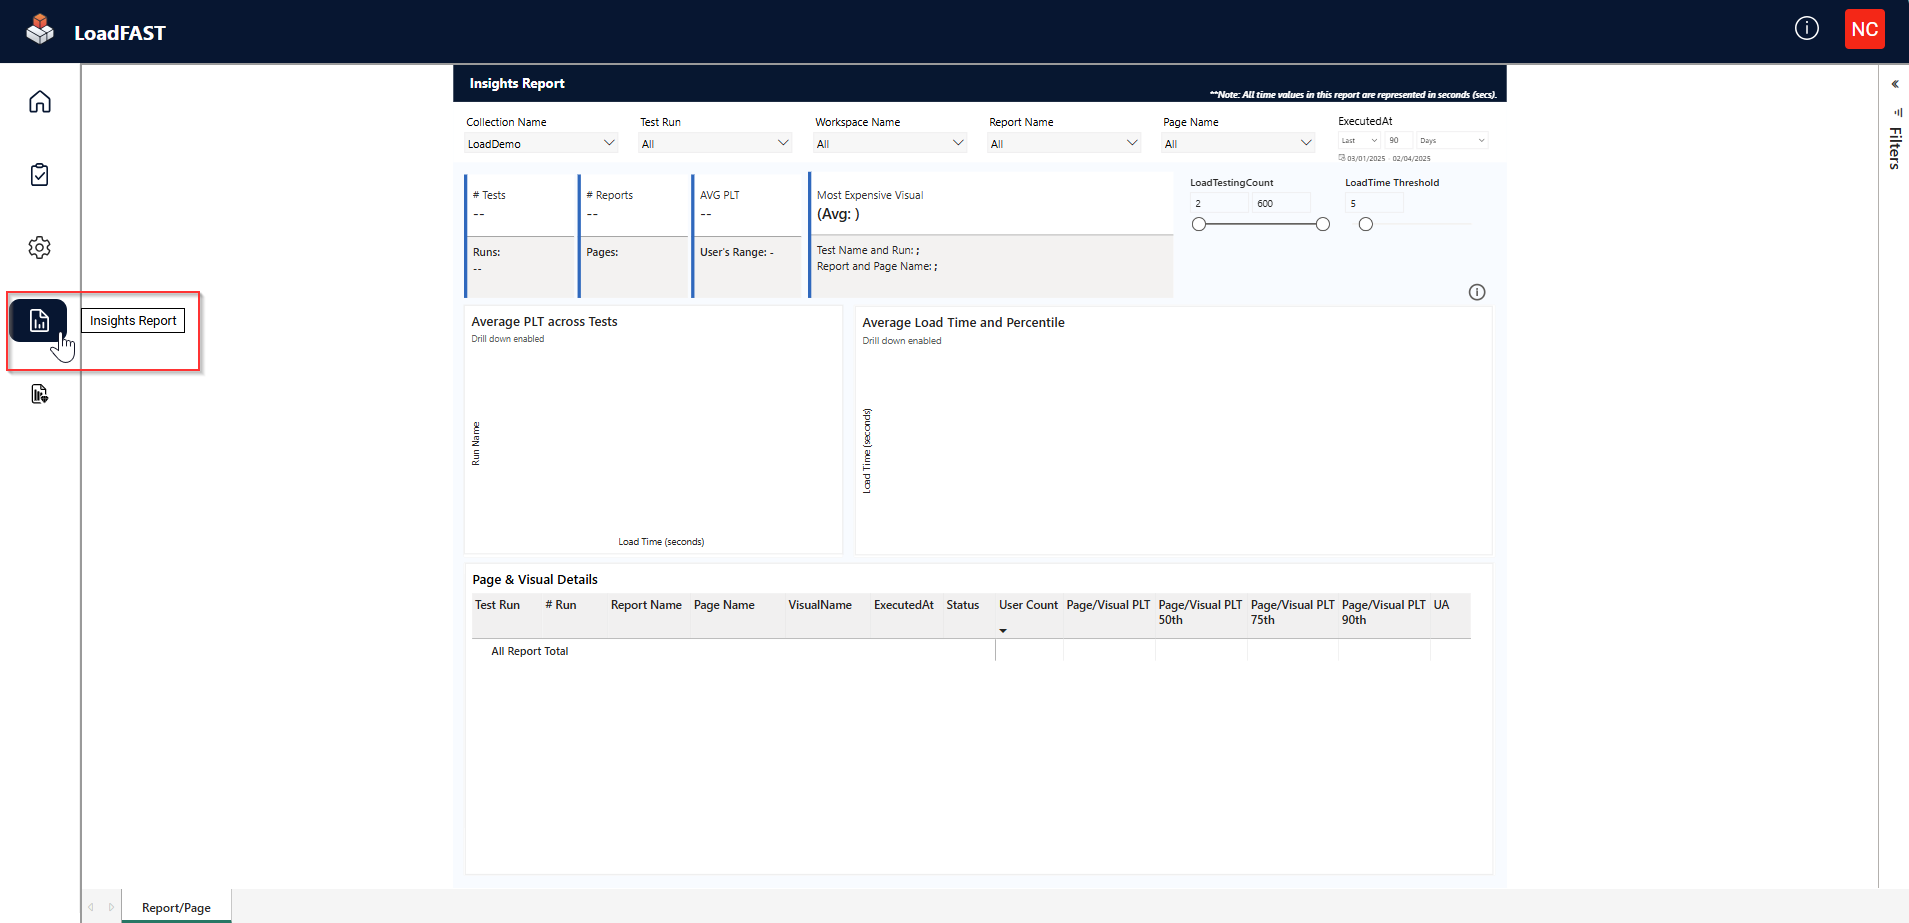 LoadFAST
NC
Insights Report
Insights Report
**Note: All time values in this report are represented in seconds (secs).
Collection Name
LoadDemo
Test Run
All
Workspace Name
All
Report Name
All
Page Name
All
ExecutedAt
Last
90
Days
03/01/2025 - 02/04/2025
Filters
# Tests
--
Runs:
--
# Reports
--
Pages:
AVG PLT
--
User's Range: -
Most Expensive Visual
(Avg: )
Test Name and Run: ;
Report and Page Name: ;
LoadTestingCount
2
600
LoadTime Threshold
5
Average PLT across Tests
Drill down enabled
Run Name
Load Time (seconds)
Average Load Time and Percentile
Drill down enabled
Load Time (seconds)
Page & Visual Details
Test Run # Run Report Name Page Name VisualName ExecutedAt Status User Count Page/Visual PLT Page/Visual PLT 50th Page/Visual PLT 75th Page/Visual PLT 90th UA
All Report Total
Report/Page